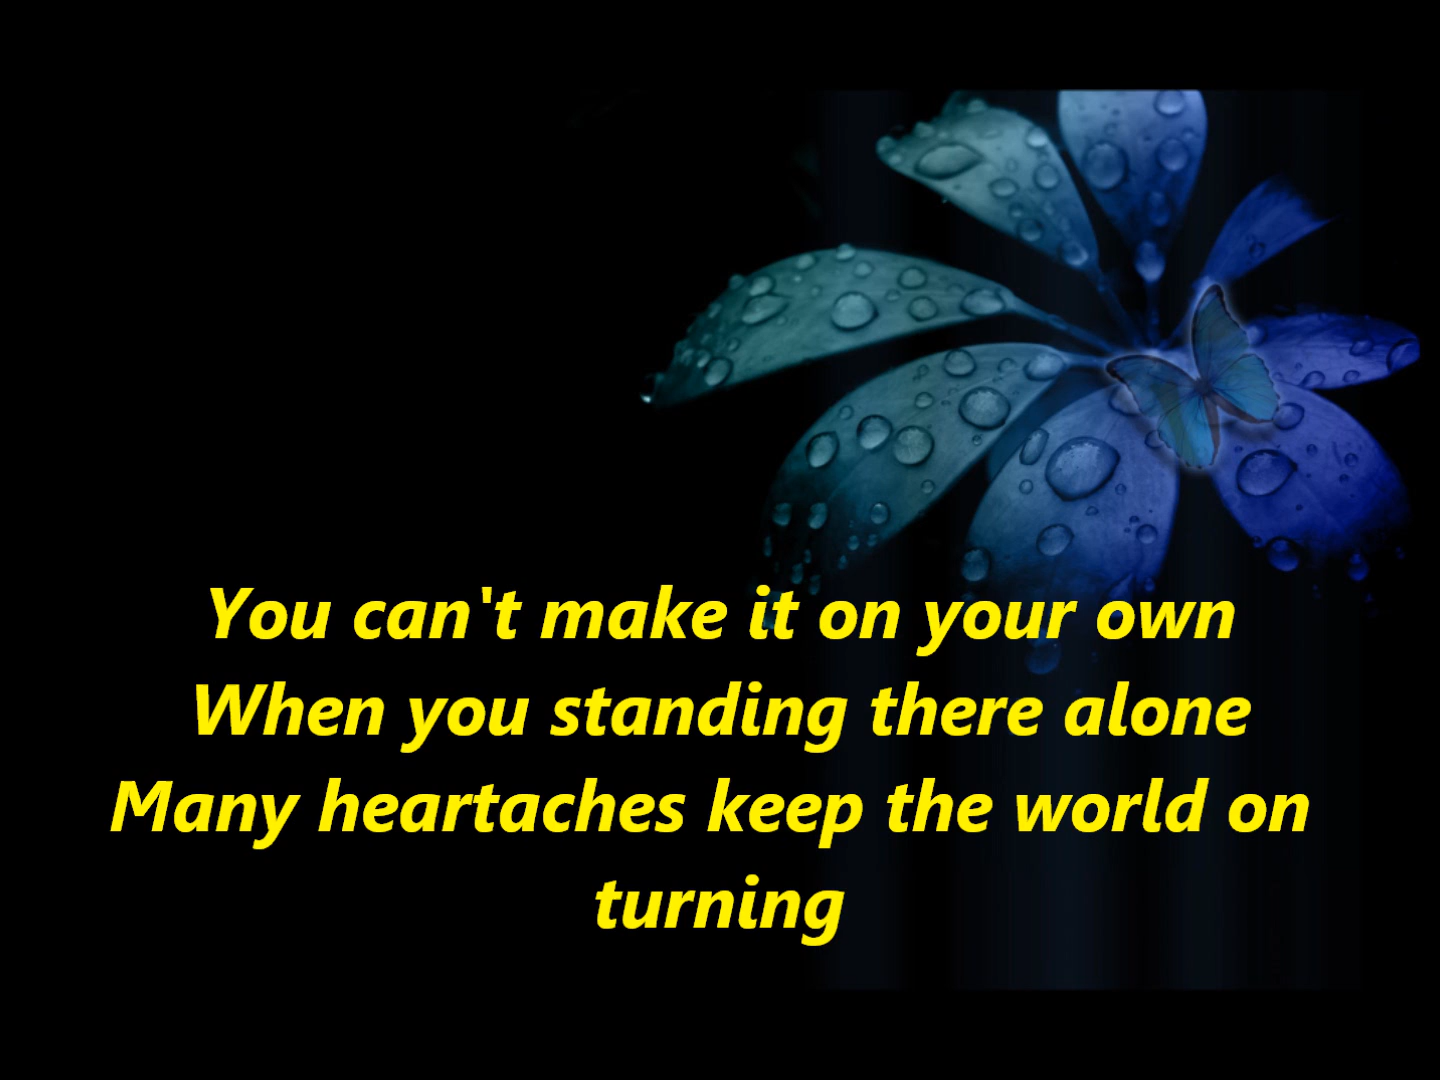 You can't make it on your own
When you standing there alone
Many heartaches keep the world on
turning